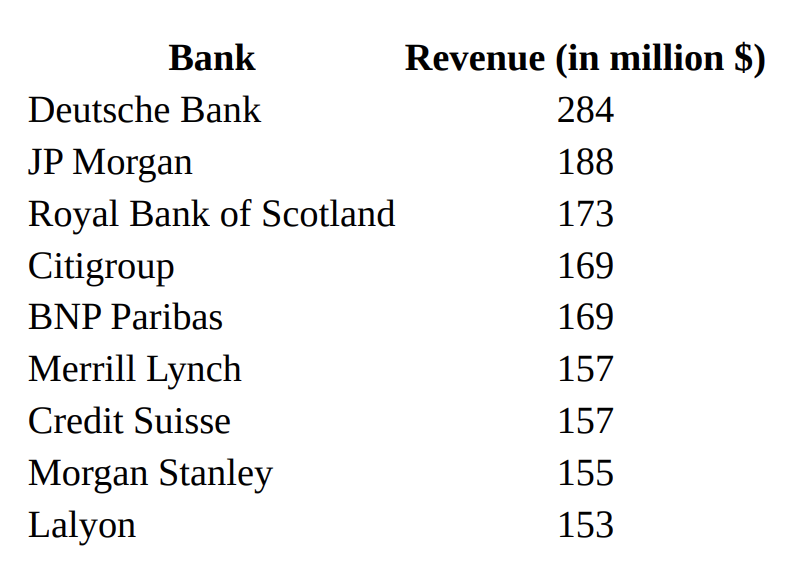 Bank Revenue (in million $)
Deutsche Bank 284
JP Morgan 188
Royal Bank of Scotland 173
Citigroup 169
BNP Paribas 169
Merrill Lynch 157
Credit Suisse 157
Morgan Stanley 155
Lalyon 153